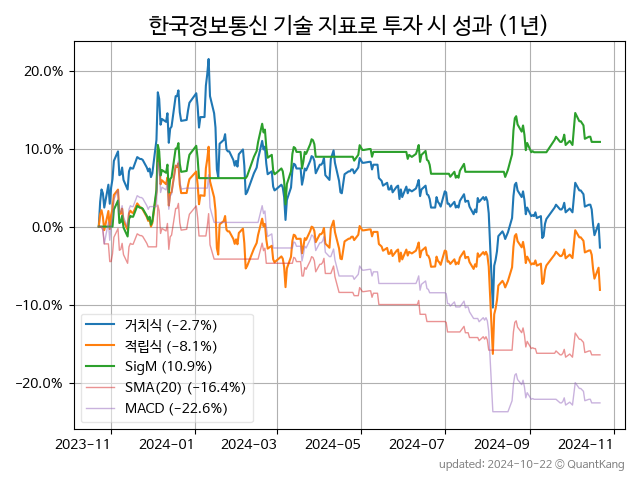 한국정보통신 기술 지표로 투자 시 성과 (1년)
20.0%
10.0%
0.0%
−10.0%
−20.0%
거치식 (−2.7%)
적립식 (−8.1%)
SigM (10.9%)
SMA(20) (−16.4%)
MACD (−22.6%)
2023-11 2024-01 2024-03 2024-05 2024-07 2024-09 2024-11
updated: 2024-10-22 © QuantKang